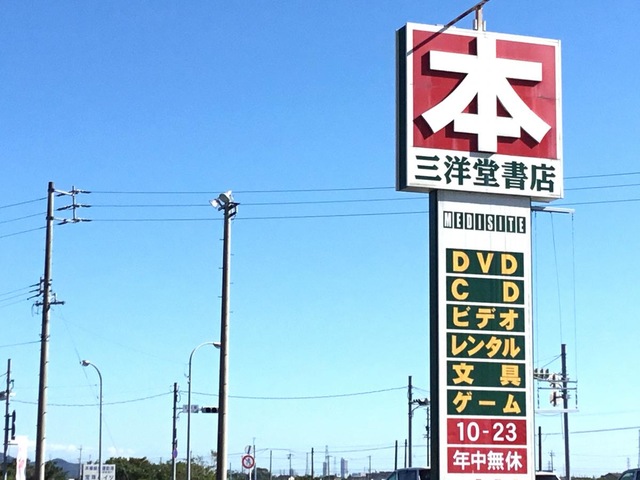 本
三洋堂書店
MEDISITE
DVD
CD
ビデオ
レンタル
文具
ゲーム
10-23
年中無休